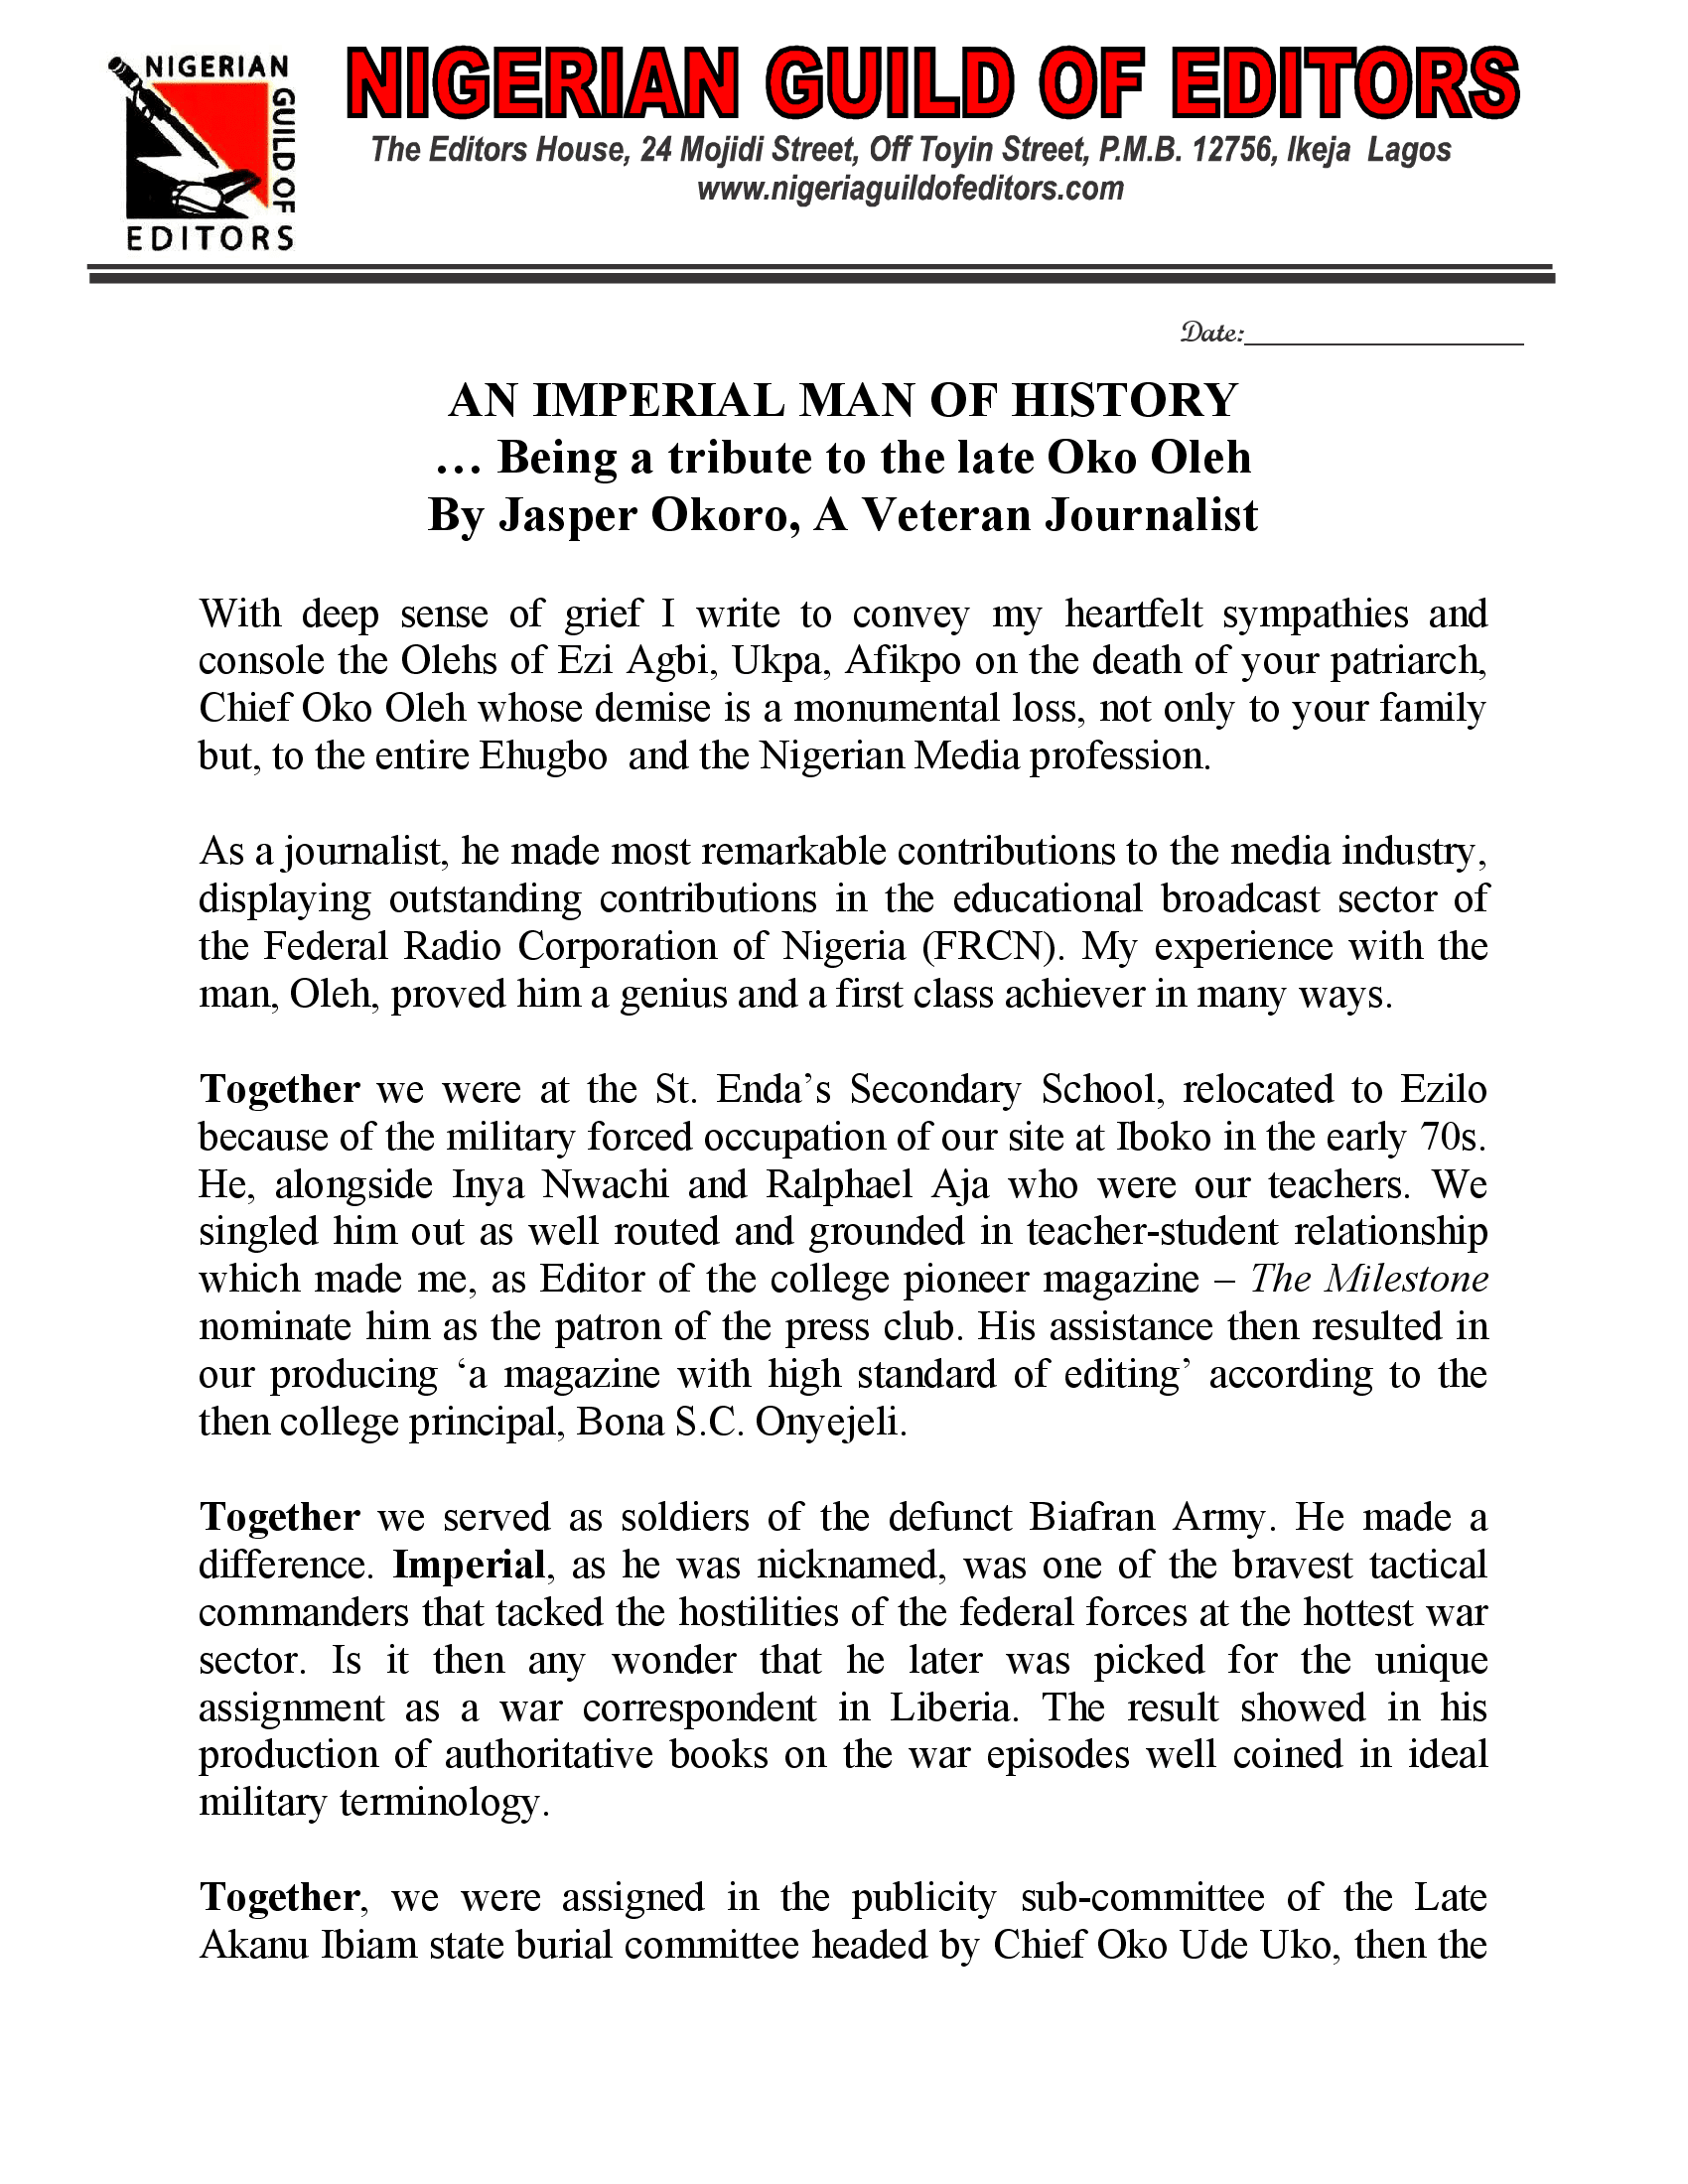 NIGERIAN
GUILD OF
EDITORS
NIGERIAN GUILD OF EDITORS
The Editors House, 24 Mojidi Street, Off Toyin Street, P.M.B. 12756, Ikeja Lagos
www.nigeriaguildofeditors.com
Date:____________________
AN IMPERIAL MAN OF HISTORY
… Being a tribute to the late Oko Oleh
By Jasper Okoro, A Veteran Journalist
With deep sense of grief I write to convey my heartfelt sympathies and
console the Olehs of Ezi Agbi, Ukpa, Afikpo on the death of your patriarch,
Chief Oko Oleh whose demise is a monumental loss, not only to your family
but, to the entire Ehugbo and the Nigerian Media profession.
As a journalist, he made most remarkable contributions to the media industry,
displaying outstanding contributions in the educational broadcast sector of
the Federal Radio Corporation of Nigeria (FRCN). My experience with the
man, Oleh, proved him a genius and a first class achiever in many ways.
Together we were at the St. Enda’s Secondary School, relocated to Ezilo
because of the military forced occupation of our site at Iboko in the early 70s.
He, alongside Inya Nwachi and Ralphael Aja who were our teachers. We
singled him out as well routed and grounded in teacher-student relationship
which made me, as Editor of the college pioneer magazine – The Milestone
nominate him as the patron of the press club. His assistance then resulted in
our producing ‘a magazine with high standard of editing’ according to the
then college principal, Bona S.C. Onyejeli.
Together we served as soldiers of the defunct Biafran Army. He made a
difference. Imperial, as he was nicknamed, was one of the bravest tactical
commanders that tacked the hostilities of the federal forces at the hottest war
sector. Is it then any wonder that he later was picked for the unique
assignment as a war correspondent in Liberia. The result showed in his
production of authoritative books on the war episodes well coined in ideal
military terminology.
Together, we were assigned in the publicity sub-committee of the Late
Akanu Ibiam state burial committee headed by Chief Oko Ude Uko, then the